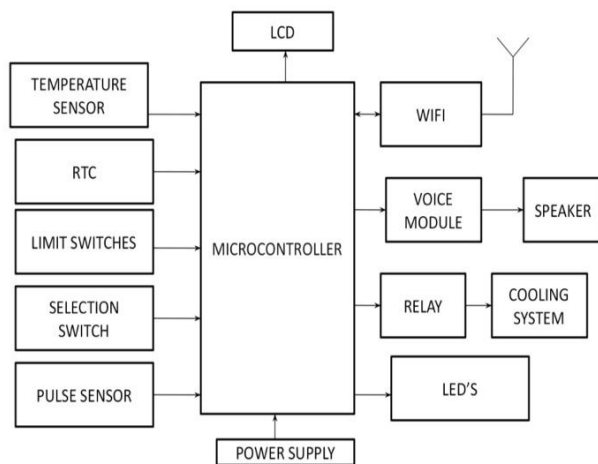 LCD
TEMPERATURE
SENSOR
RTC
LIMIT SWITCHES
SELECTION
SWITCH
PULSE SENSOR
MICROCONTROLLER
POWER SUPPLY
WIFI
VOICE
MODULE
SPEAKER
RELAY
COOLING
SYSTEM
LED'S